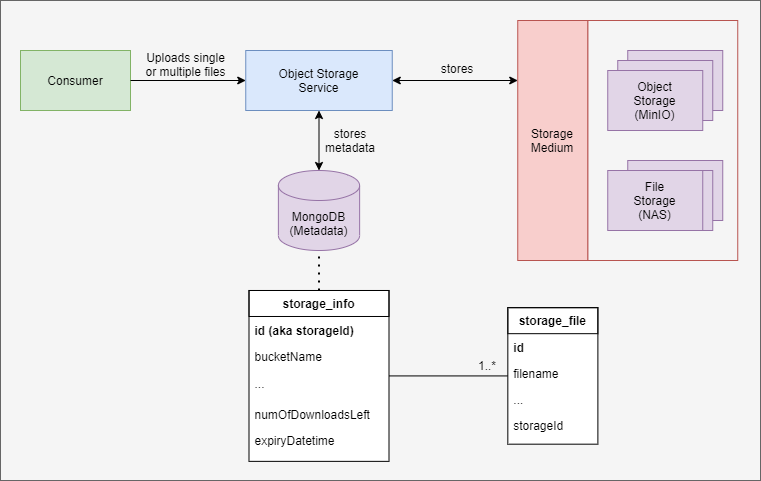 Consumer
Uploads single
or multiple files
Object Storage
Service
stores
Storage
Medium
Object
Storage
(MinIO)
File
Storage
(NAS)
stores
metadata
MongoDB
(Metadata)
storage_info
id (aka storageId)
bucketName
...
numOfDownloadsLeft
expiryDatetime
1..*
storage_file
id
filename
...
storageId